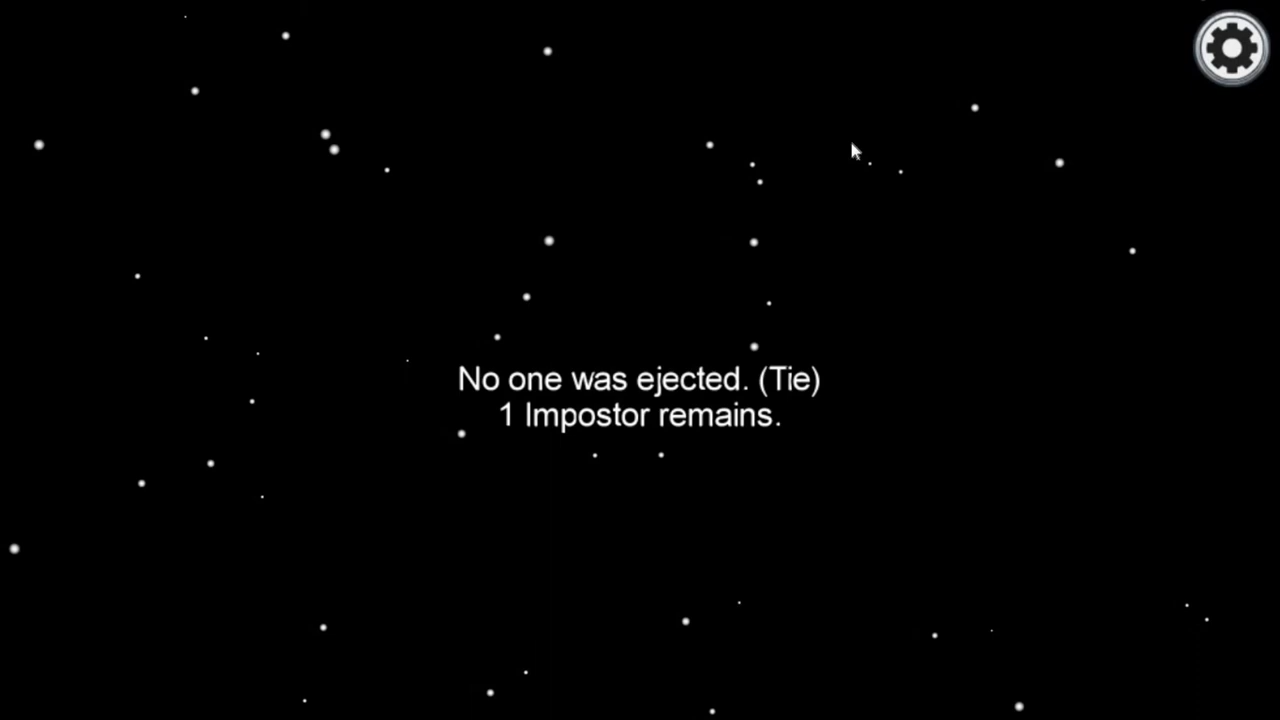 No one was ejected. (Tie)
1 Impostor remains.